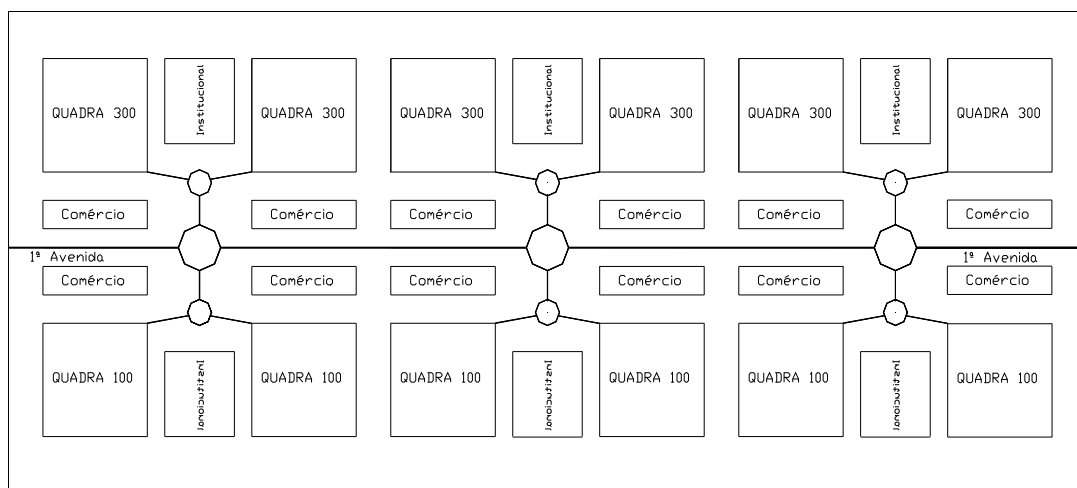 QUADRA 300
Institucional
QUADRA 300
QUADRA 300
Institucional
QUADRA 300
QUADRA 300
Institucional
QUADRA 300
Comércio
Comércio
Comércio
Comércio
Comércio
Comércio
1ª Avenida
1ª Avenida
Comércio
Comércio
Comércio
Comércio
Comércio
Comércio
QUADRA 100
Institucional
QUADRA 100
QUADRA 100
Institucional
QUADRA 100
QUADRA 100
Institucional
QUADRA 100